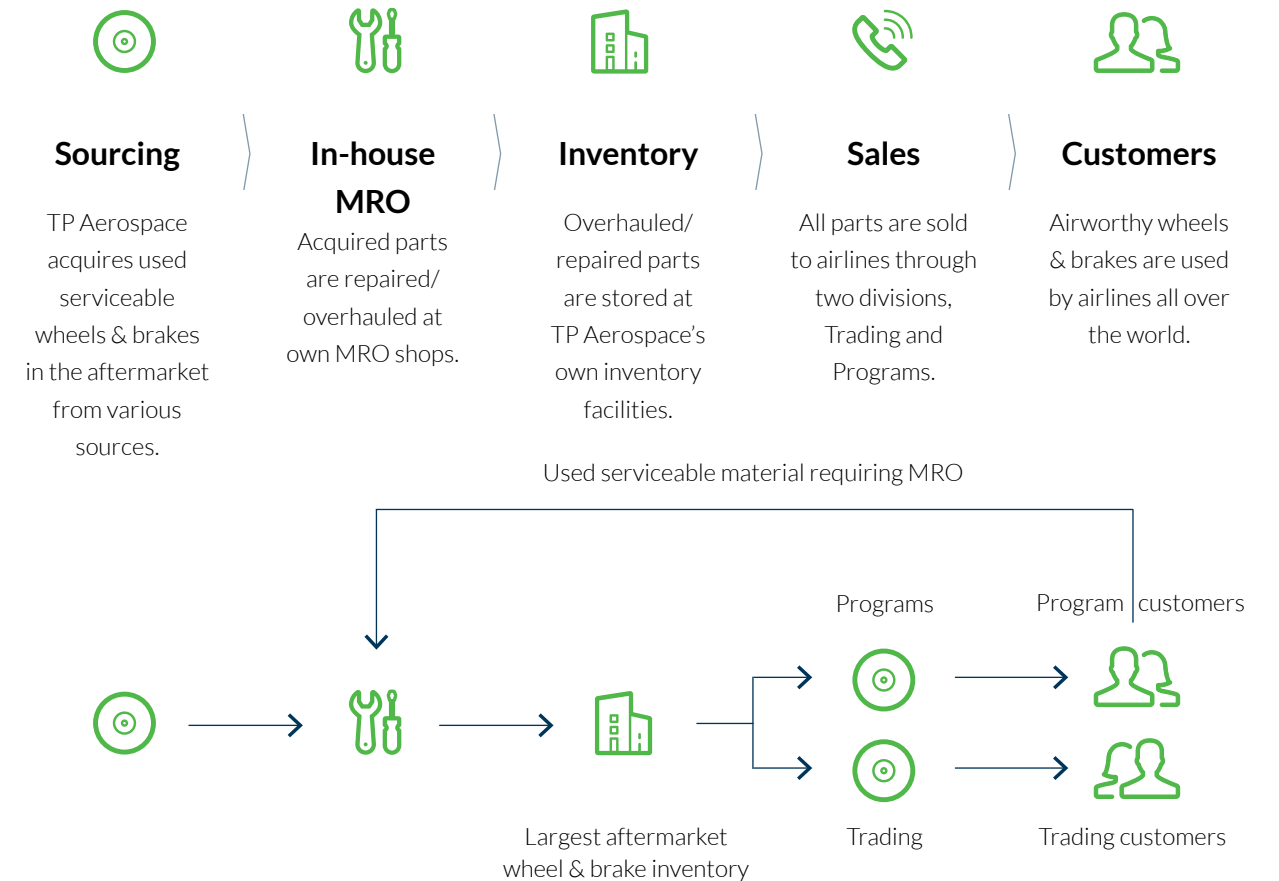 Sourcing
TP Aerospace
acquires used
serviceable
wheels & brakes
in the aftermarket
from various
sources.
In-house
MRO
Acquired parts
are repaired/
overhauled at
own MRO shops.
Inventory
Overhauled/
repaired parts
are stored at
TP Aerospace’s
own inventory
facilities.
Sales
All parts are sold
to airlines through
two divisions,
Trading and
Programs.
Customers
Airworthy wheels
& brakes are used
by airlines all over
the world.
Used serviceable material requiring MRO
Programs
Program customers
Largest aftermarket
wheel & brake inventory
Trading
Trading customers